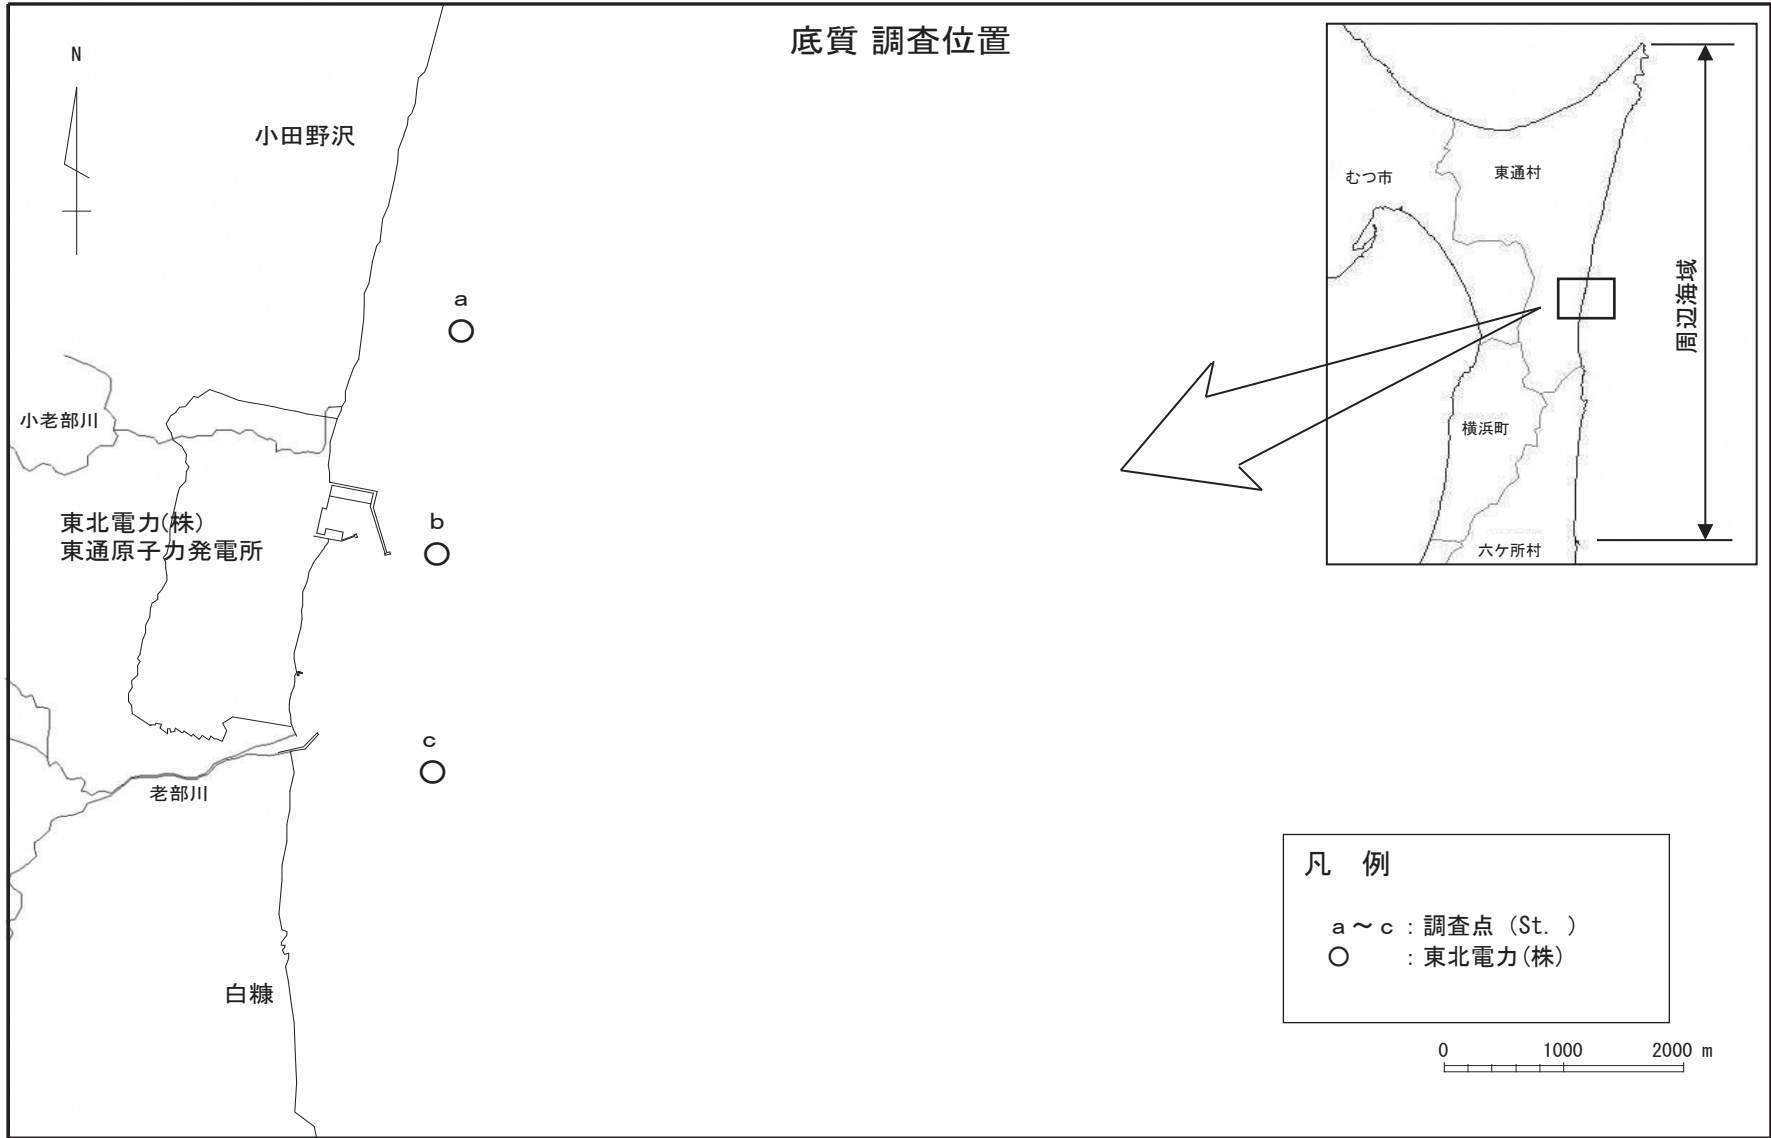 底質 調査位置
N
小田野沢
a
小老部川
東北電力(株)
東通原子力発電所
b
c
老部川
白糠
むつ市
東通村
横浜町
六ケ所村
周辺海域
凡 例
a～c：調査点 (St. )
○ ：東北電力(株)
0 1000 2000 m